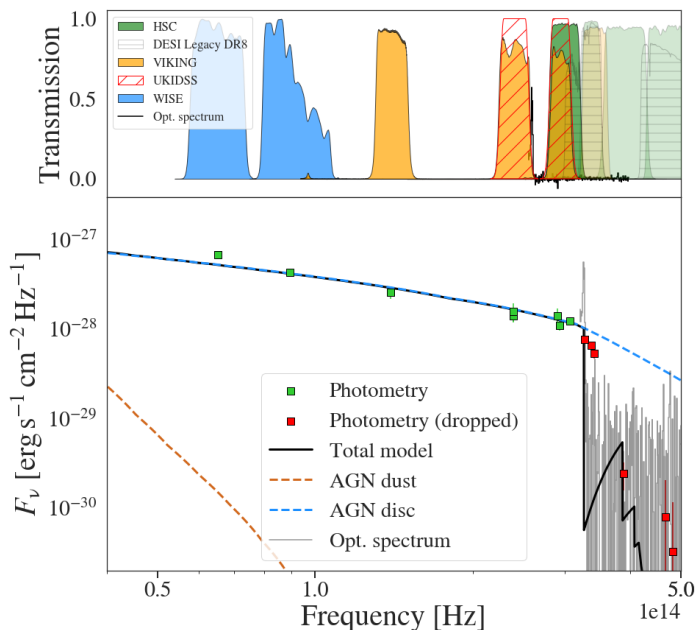 1.0
0.5
0.0
Transmission
HSC
DESI Legacy DR8
VIKING
UKIDSS
WISE
Opt. spectrum
10⁻²⁷
10⁻²⁸
10⁻²⁹
10⁻³⁰
Fν [erg s⁻¹ cm⁻² Hz⁻¹]
Photometry
Photometry (dropped)
Total model
AGN dust
AGN disc
Opt. spectrum
0.5
1.0
5.0
1e14
Frequency [Hz]